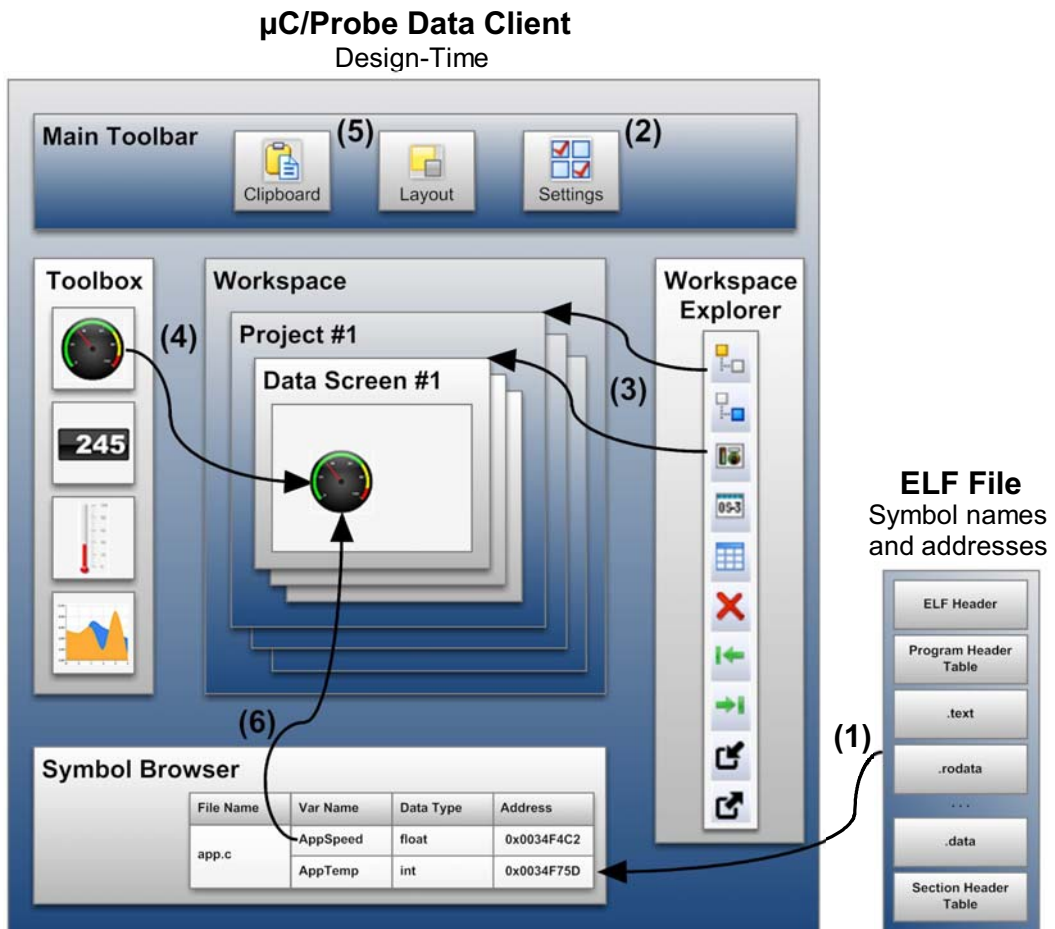 µC/Probe Data Client
Design-Time
Main Toolbar
(5)
(2)
Clipboard
Layout
Settings
Toolbox
(4)
245
Workspace
Project #1
Data Screen #1
(3)
Workspace
Explorer
OS-3
(6)
Symbol Browser
File Name
Var Name
Data Type
Address
app.c
AppSpeed
float
0x0034F4C2
AppTemp
int
0x0034F75D
(1)
ELF File
Symbol names
and addresses
ELF Header
Program Header
Table
.text
.rodata
. . .
.data
Section Header
Table